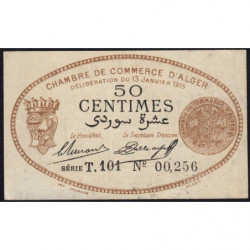 CHAMBRE DE COMMERCE D'ALGER
DÉLIBÉRATION DU 13 JANVIER 1915
50
CENTIMES
عشرة سوردي
Le Président, Le Secrétaire Trésorier
SÉRIE T.101 Nº 00,256